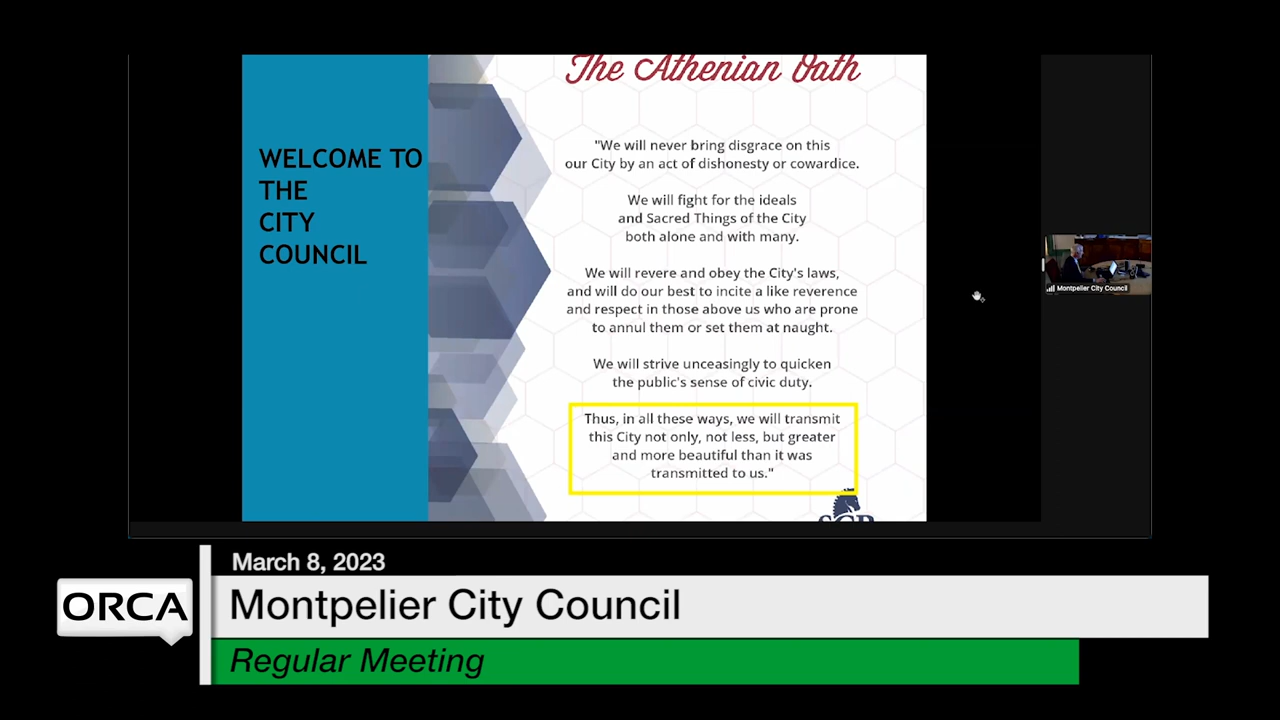 The Athenian Oath
WELCOME TO
THE
CITY
COUNCIL
"We will never bring disgrace on this
our City by an act of dishonesty or cowardice.
We will fight for the ideals
and Sacred Things of the City
both alone and with many.
We will revere and obey the City's laws,
and will do our best to incite a like reverence
and respect in those above us who are prone
to annul them or set them at naught.
We will strive unceasingly to quicken
the public's sense of civic duty.
Thus, in all these ways, we will transmit
this City not only, not less, but greater
and more beautiful than it was
transmitted to us."
Montpelier City Council
March 8, 2023
ORCA
Montpelier City Council
Regular Meeting